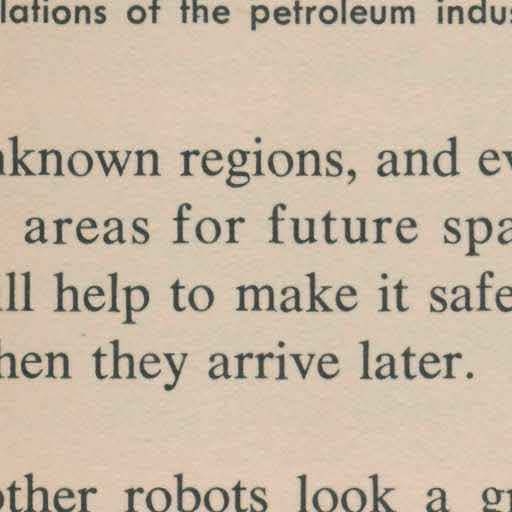 lations of the petroleum indus
nknown regions, and ev
areas for future spa
ll help to make it safe
hen they arrive later.
other robots look a gr